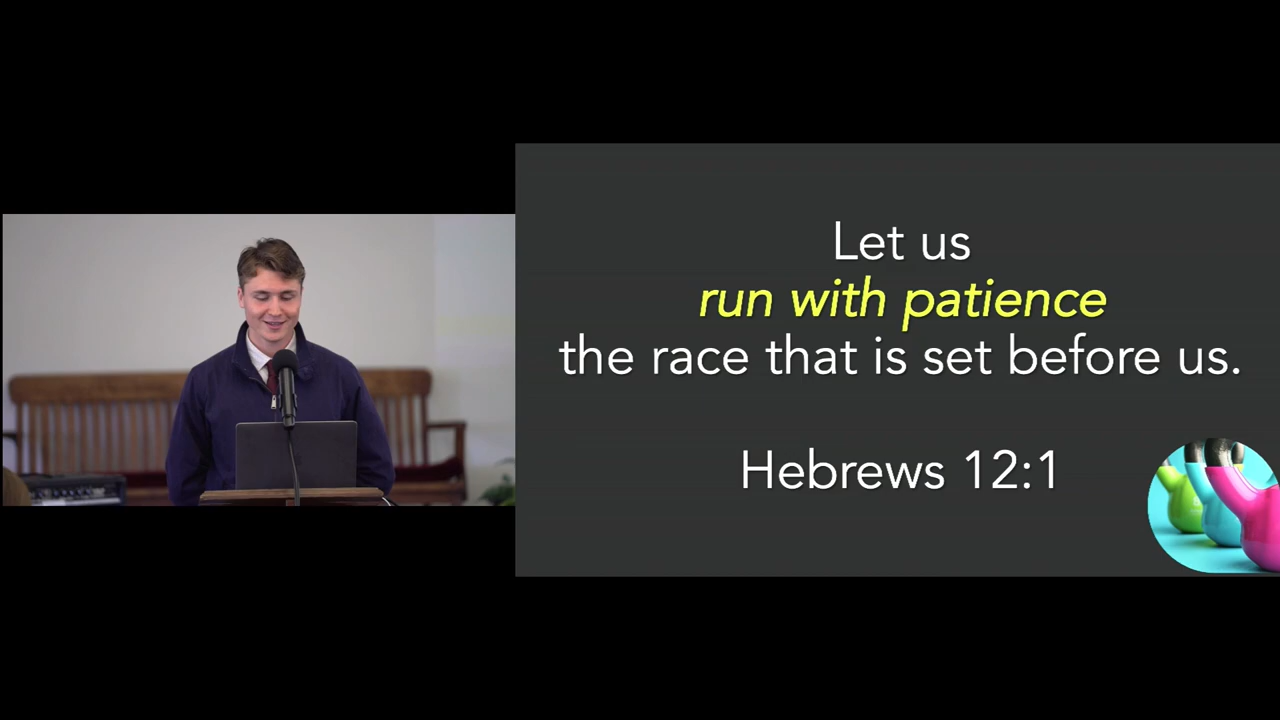 Let us
run with patience
the race that is set before us.
Hebrews 12:1